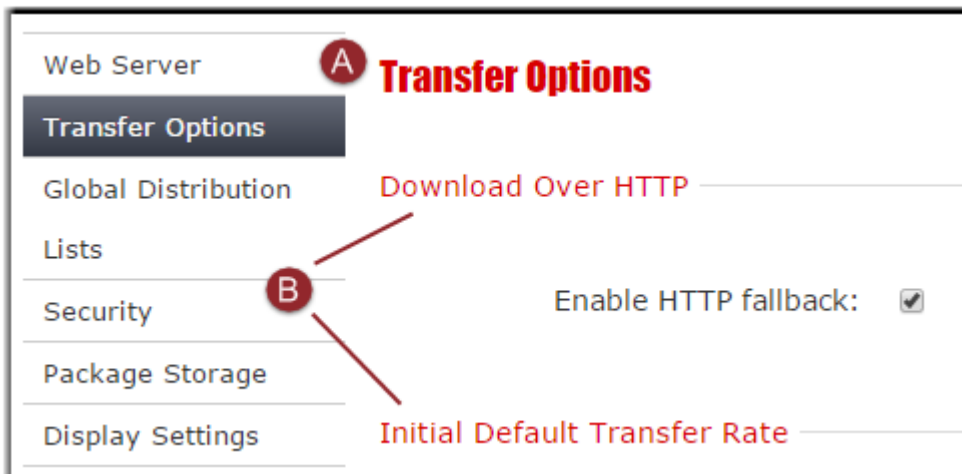 Web Server
Transfer Options
Global Distribution
Lists
Security
Package Storage
Display Settings
A
Transfer Options
Download Over HTTP
B
Enable HTTP fallback:
Initial Default Transfer Rate